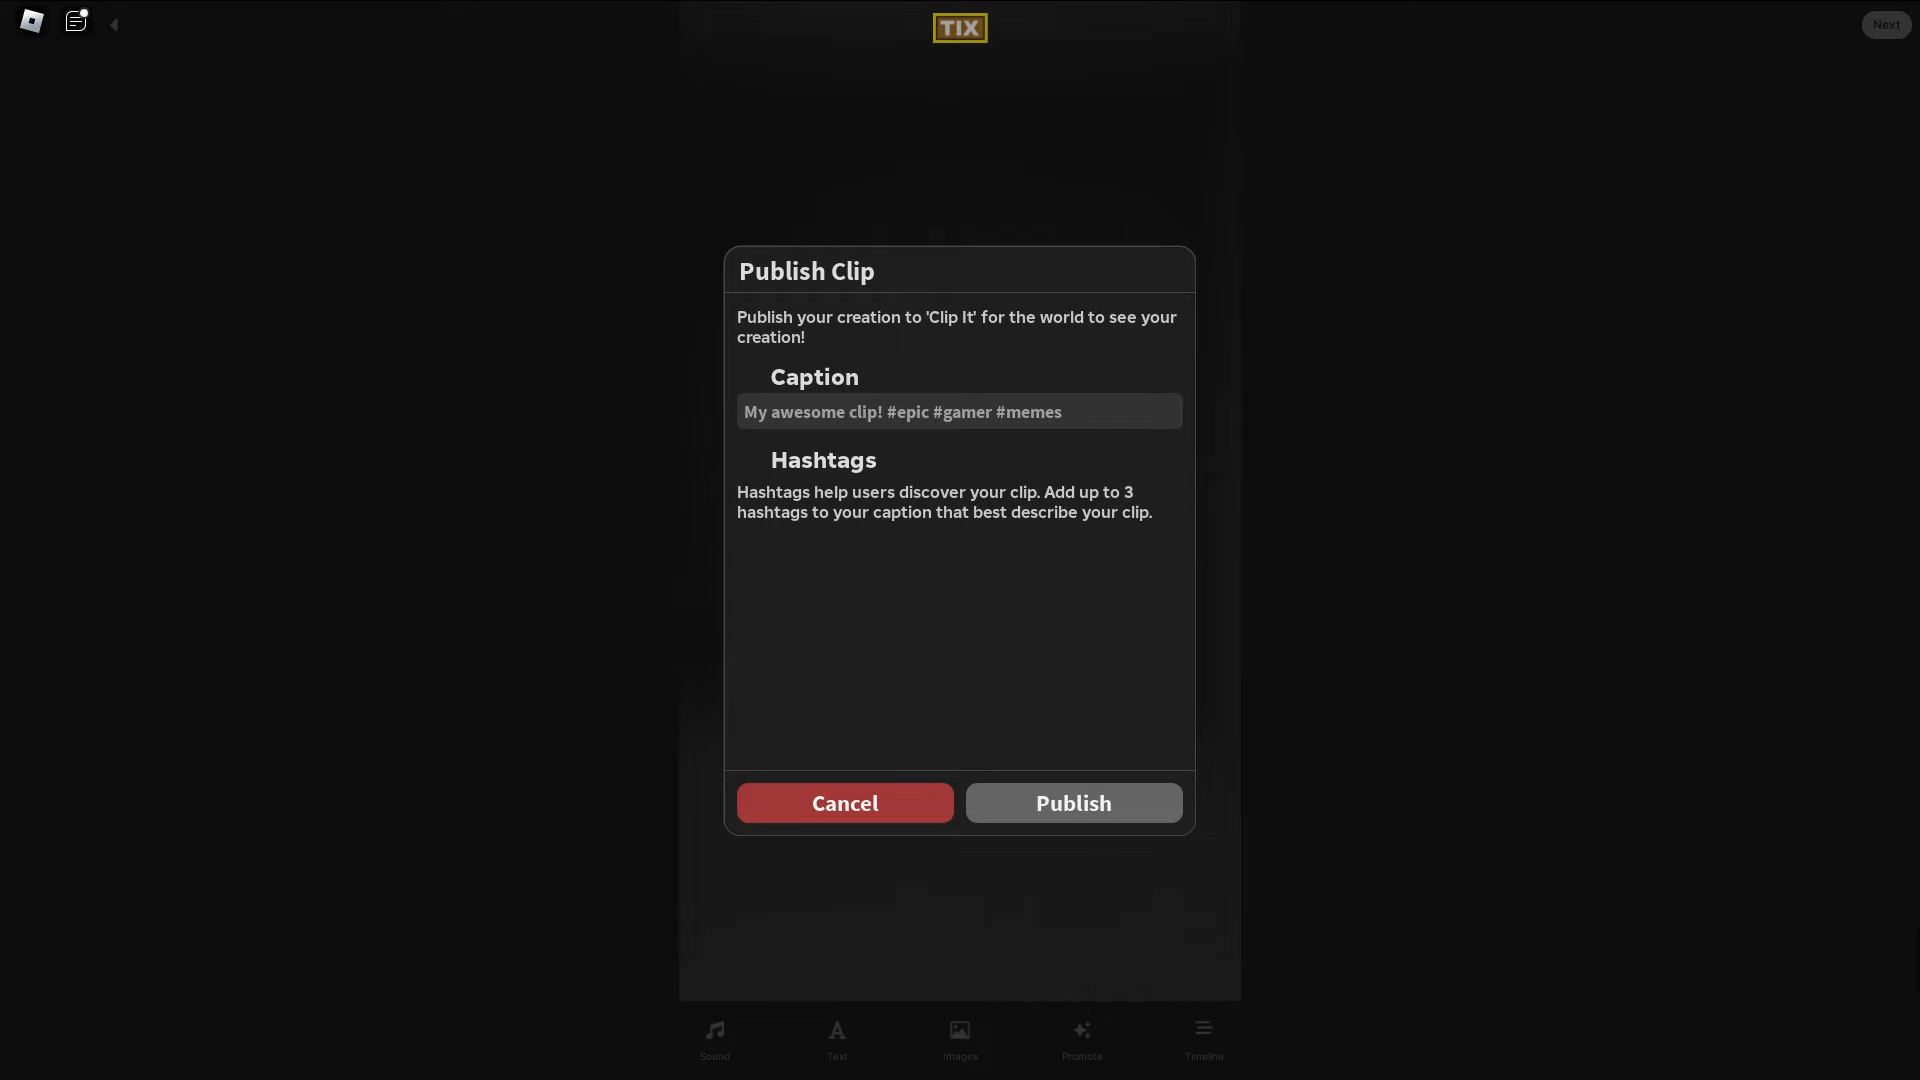 TIX
Next
Publish Clip
Publish your creation to 'Clip It' for the world to see your
creation!
Caption
My awesome clip! #epic #gamer #memes
Hashtags
Hashtags help users discover your clip. Add up to 3
hashtags to your caption that best describe your clip.
Cancel
Publish
Sound
Text
Images
Promote
Timeline